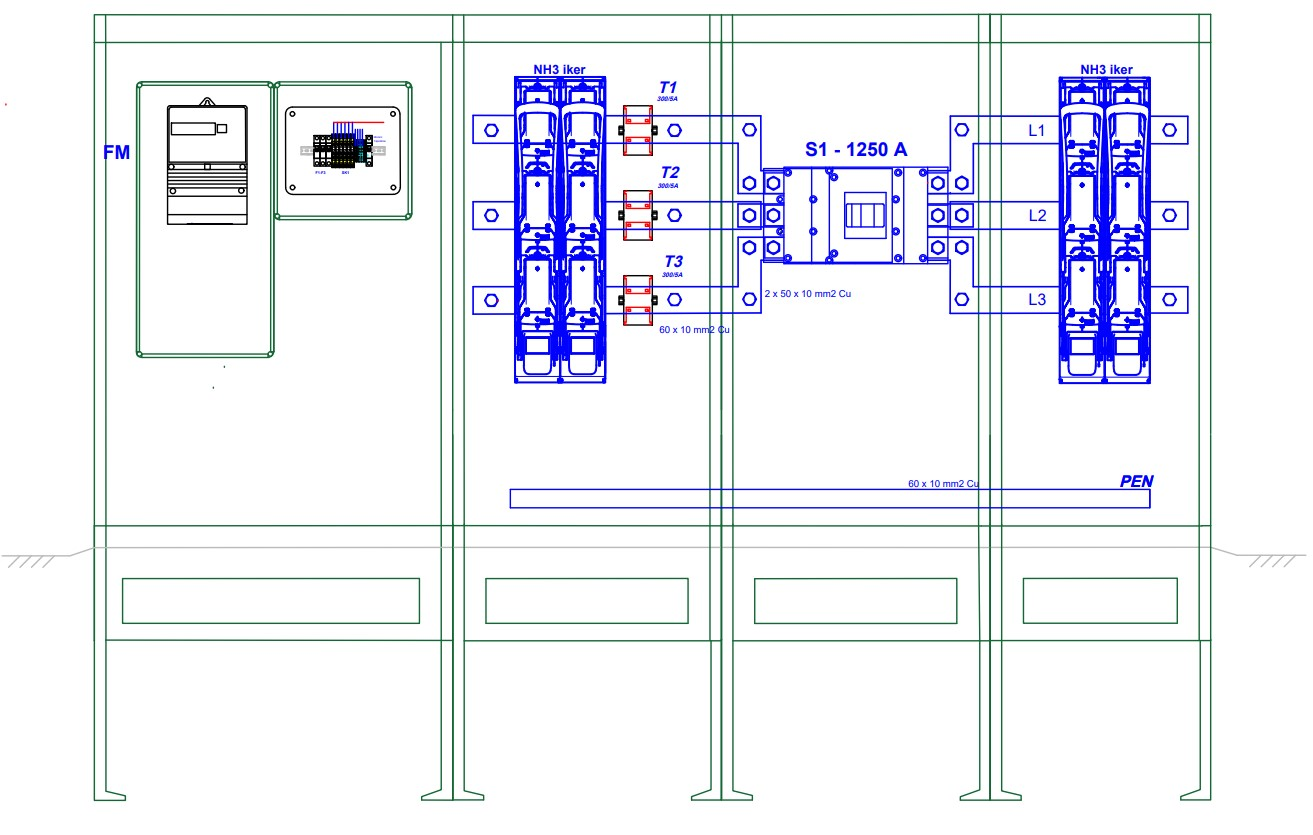 NH3 iker
NH3 iker
T1
300/5A
FM
L1
S1 - 1250 A
T2
300/5A
L2
T3
300/5A
2 x 50 x 10 mm2 Cu
L3
60 x 10 mm2 Cu
60 x 10 mm2 Cu
PEN